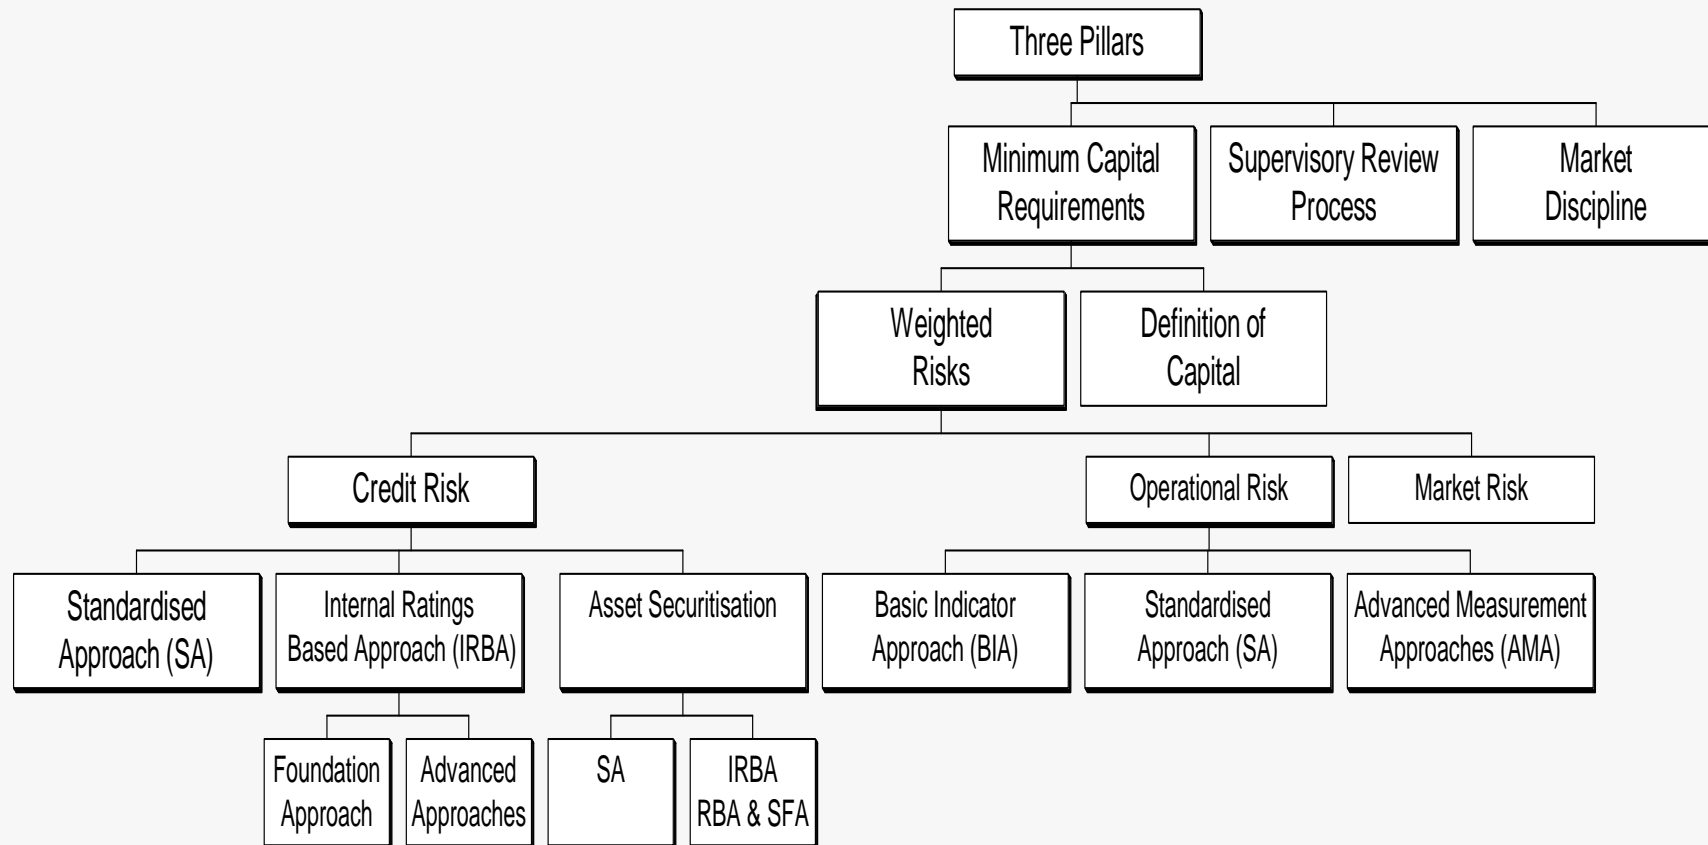 Three Pillars
Minimum Capital
Requirements
Supervisory Review
Process
Market
Discipline
Weighted
Risks
Definition of
Capital
Credit Risk
Operational Risk
Market Risk
Standardised
Approach (SA)
Internal Ratings
Based Approach (IRBA)
Asset Securitisation
Basic Indicator
Approach (BIA)
Standardised
Approach (SA)
Advanced Measurement
Approaches (AMA)
Foundation
Approach
Advanced
Approaches
SA
IRBA
RBA & SFA